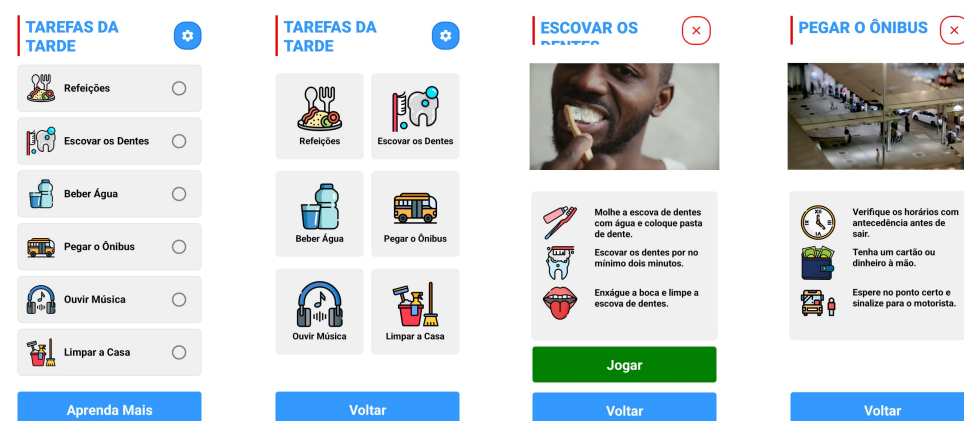 TAREFAS DA
TARDE
Refeições
Escovar os Dentes
Beber Água
Pegar o Ônibus
Ouvir Música
Limpar a Casa
Aprenda Mais
TAREFAS DA
TARDE
Refeições
Escovar os Dentes
Beber Água
Pegar o Ônibus
Ouvir Música
Limpar a Casa
Voltar
ESCOVAR OS
DENTES
Molhe a escova de dentes
com água e coloque pasta
de dente.
Escovar os dentes por no
mínimo dois minutos.
Enxágue a boca e limpe a
escova de dentes.
Jogar
Voltar
PEGAR O ÔNIBUS
Verifique os horários com
antecedência antes de
sair.
Tenha um cartão ou
dinheiro à mão.
Espere no ponto certo e
sinalize para o motorista.
Voltar